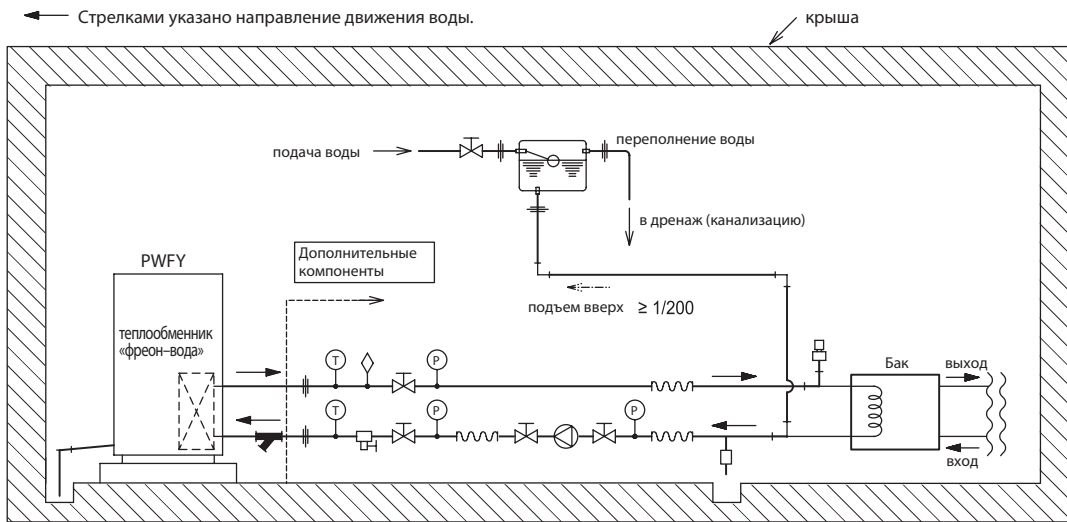 Стрелками указано направление движения воды.
крыша
подача воды
переполнение воды
в дренаж (канализацию)
Дополнительные
компоненты
PWFY
подъем вверх ≥ 1/200
теплообменник
«фреон–вода»
T
P
Бак
выход
T
P
P
вход